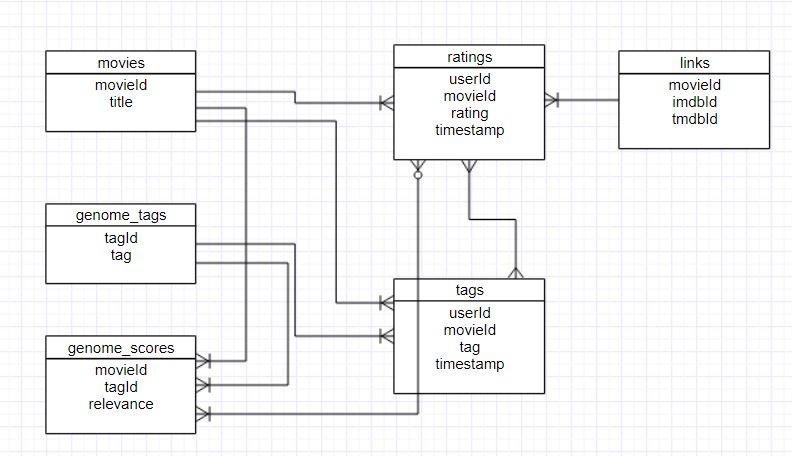 movies
movieId
title
ratings
userId
movieId
rating
timestamp
links
movieId
imdbId
tmdbId
genome_tags
tagId
tag
tags
userId
movieId
tag
timestamp
genome_scores
movieId
tagId
relevance